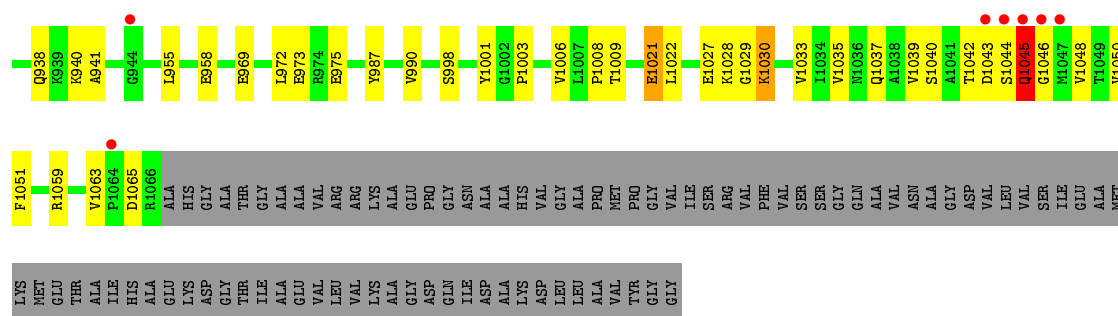 Q938 K939 K940 A941 G944 L955 E958 E969 L972 E973 R974 E975 Y987 V990 S998 Y1001 G1002 P1003 V1006 L1007 P1008 T1009 E1021 L1022 E1027 K1028 G1029 K1030 V1033 I1034 V1035 N1036 Q1037 A1038 V1039 S1040 A1041 T1042 D1043 S1044 Q1045 G1046 M1047 V1048 T1049 V1050
F1051 R1059 V1063 P1064 D1065 R1066 ALA HIS GLY ALA THR GLY ALA ALA VAL ARG ARG LYS ALA GLU PRO GLY ASN ALA ALA HIS VAL GLY ALA PRO MET PRO GLY VAL ILE SER ARG VAL PHE VAL SER SER GLY GLN ALA VAL ASN ALA GLY ASP VAL LEU VAL SER ILE GLU ALA MET
LYS MET GLU THR ALA ILE HIS ALA GLU LYS ASP GLY THR ILE ALA GLU VAL LEU VAL LYS ALA GLY ASP GLN ILE ASP ALA LYS ASP LEU LEU ALA VAL TYR GLY GLY